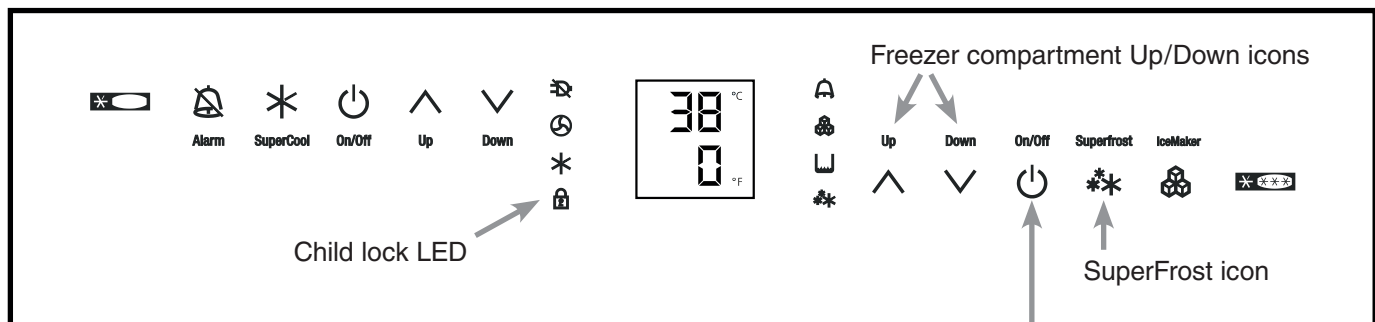 Freezer compartment Up/Down icons
Alarm SuperCool On/Off Up Down
38 °C
0 °F
Up Down On/Off Superfrost IceMaker
Child lock LED
SuperFrost icon